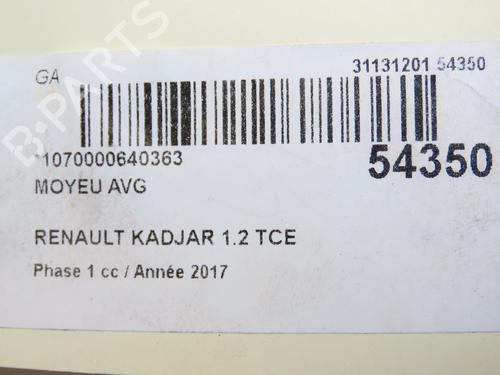 GA
31131201 54350
*1070000640363
54350
MOYEU AVG
RENAULT KADJAR 1.2 TCE
Phase 1 cc / Année 2017
B-PARTS